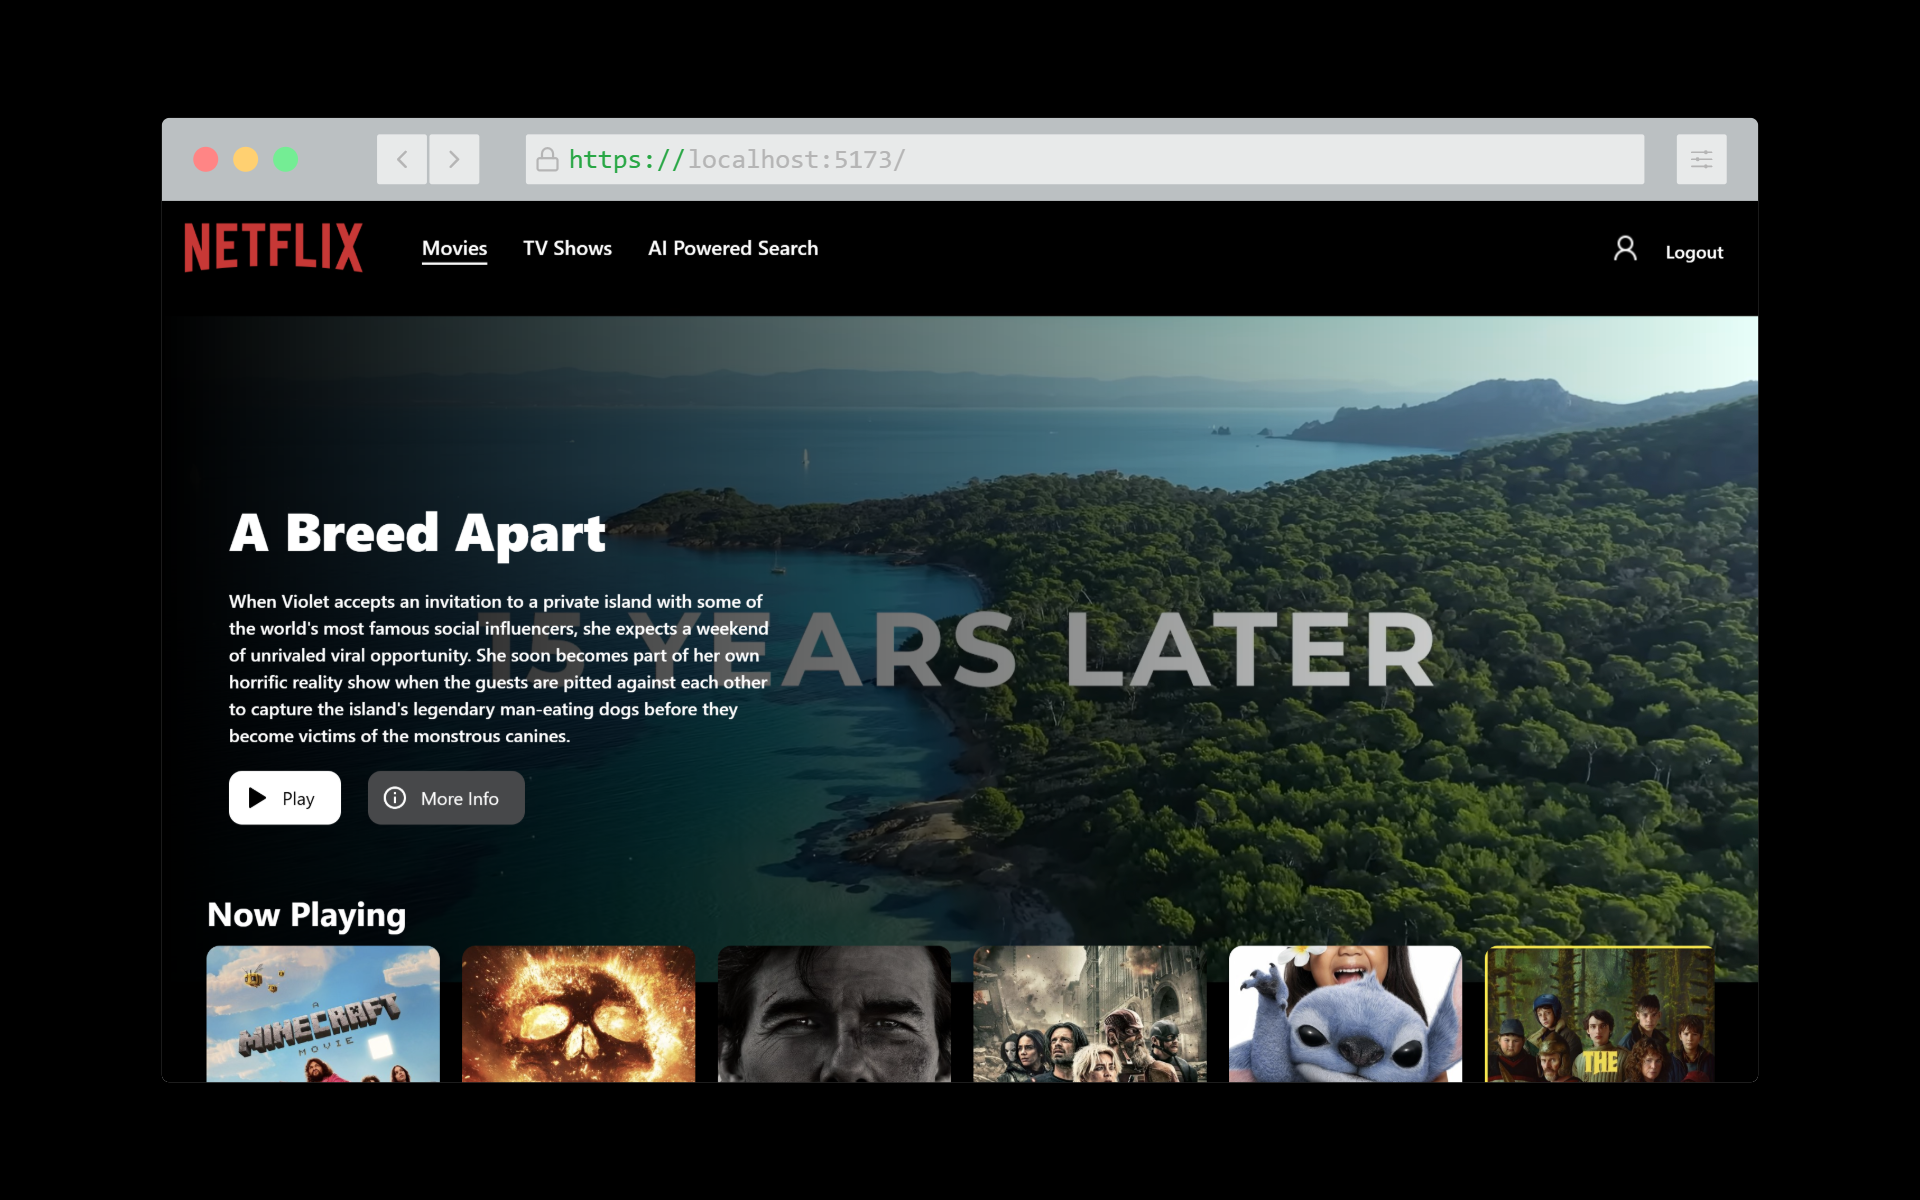 https://localhost:5173/
NETFLIX
Movies
TV Shows
AI Powered Search
Logout
A Breed Apart
When Violet accepts an invitation to a private island with some of
the world's most famous social influencers, she expects a weekend
of unrivaled viral opportunity. She soon becomes part of her own
horrific reality show when the guests are pitted against each other
to capture the island's legendary man-eating dogs before they
become victims of the monstrous canines.
15 YEARS LATER
Play
More Info
Now Playing
A
MINECRAFT
MOVIE
THE